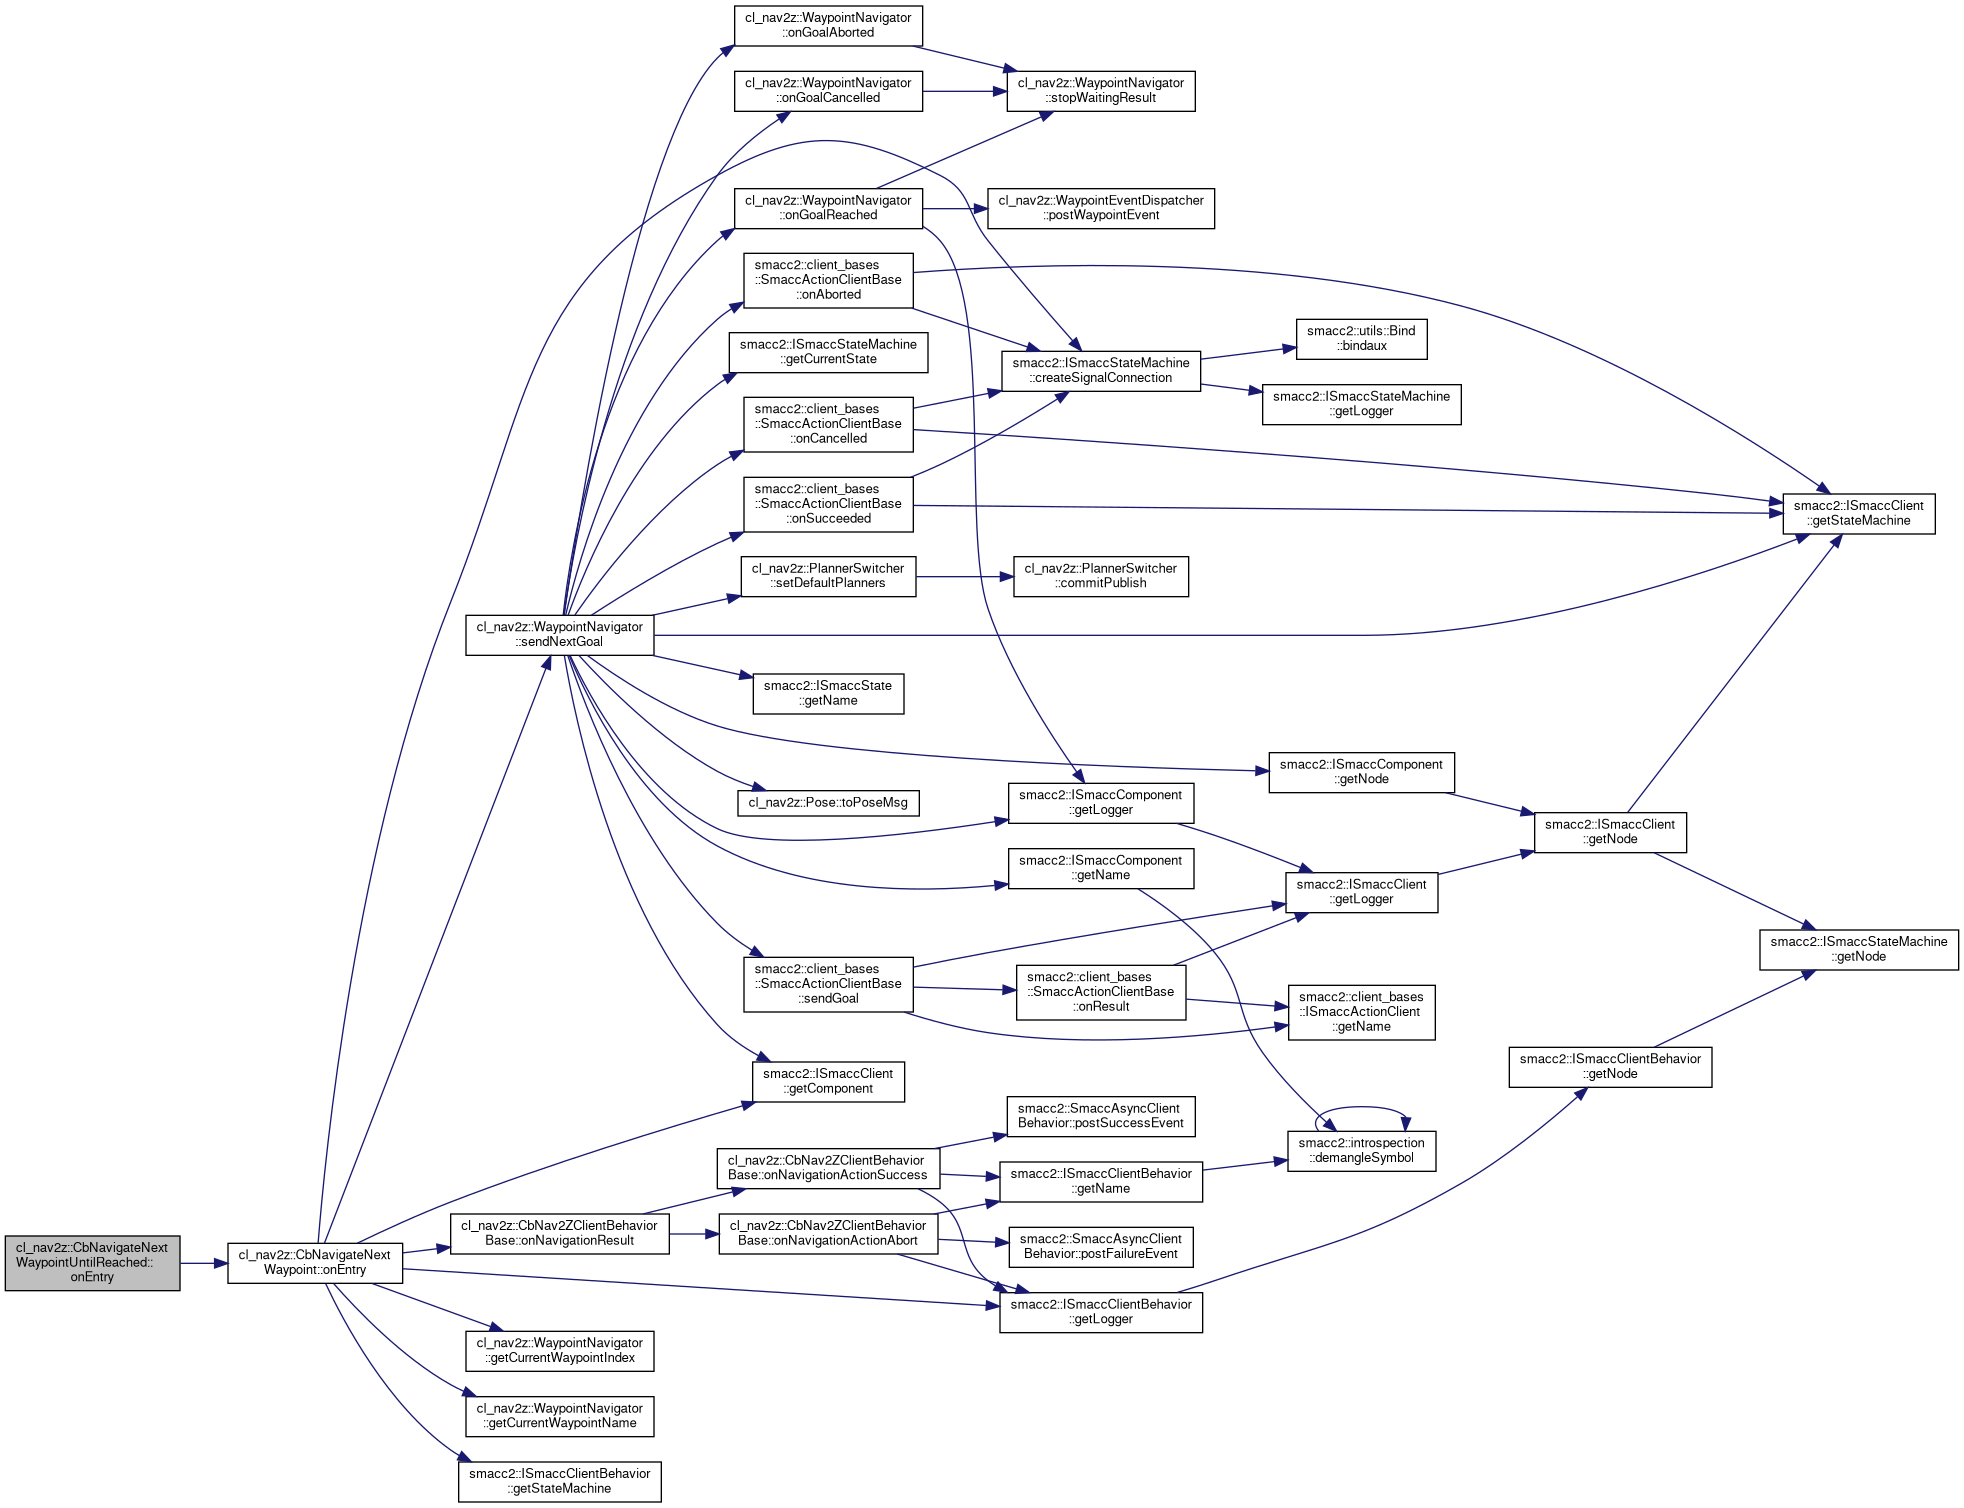 cl_nav2z::WaypointNavigator
::onGoalAborted
cl_nav2z::WaypointNavigator
::onGoalCancelled
cl_nav2z::WaypointNavigator
::stopWaitingResult
cl_nav2z::WaypointNavigator
::onGoalReached
cl_nav2z::WaypointEventDispatcher
::postWaypointEvent
smacc2::client_bases
::SmaccActionClientBase
::onAborted
smacc2::ISmaccStateMachine
::getCurrentState
smacc2::ISmaccStateMachine
::createSignalConnection
smacc2::utils::Bind
::bindaux
smacc2::ISmaccStateMachine
::getLogger
smacc2::client_bases
::SmaccActionClientBase
::onCancelled
smacc2::client_bases
::SmaccActionClientBase
::onSucceeded
smacc2::ISmaccClient
::getStateMachine
cl_nav2z::PlannerSwitcher
::setDefaultPlanners
cl_nav2z::PlannerSwitcher
::commitPublish
cl_nav2z::WaypointNavigator
::sendNextGoal
smacc2::ISmaccState
::getName
cl_nav2z::Pose::toPoseMsg
smacc2::ISmaccComponent
::getNode
smacc2::ISmaccComponent
::getLogger
smacc2::ISmaccClient
::getNode
smacc2::ISmaccComponent
::getName
smacc2::ISmaccClient
::getLogger
smacc2::ISmaccStateMachine
::getNode
smacc2::client_bases
::SmaccActionClientBase
::sendGoal
smacc2::client_bases
::SmaccActionClientBase
::onResult
smacc2::client_bases
::ISmaccActionClient
::getName
smacc2::ISmaccClient
::getComponent
smacc2::ISmaccClientBehavior
::getNode
smacc2::SmaccAsyncClient
Behavior::postSuccessEvent
smacc2::introspection
::demangleSymbol
cl_nav2z::CbNav2ZClientBehavior
Base::onNavigationActionSuccess
smacc2::ISmaccClientBehavior
::getName
cl_nav2z::CbNavigateNext
WaypointUntilReached::
onEntry
cl_nav2z::CbNavigateNext
Waypoint::onEntry
cl_nav2z::CbNav2ZClientBehavior
Base::onNavigationResult
cl_nav2z::CbNav2ZClientBehavior
Base::onNavigationActionAbort
smacc2::SmaccAsyncClient
Behavior::postFailureEvent
smacc2::ISmaccClientBehavior
::getLogger
cl_nav2z::WaypointNavigator
::getCurrentWaypointIndex
cl_nav2z::WaypointNavigator
::getCurrentWaypointName
smacc2::ISmaccClientBehavior
::getStateMachine